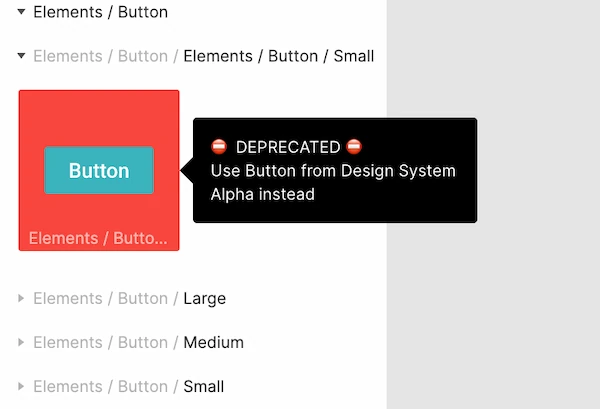 Elements / Button
Elements / Button / Elements / Button / Small
Button
Elements / Butto...
⛔ DEPRECATED ⛔
Use Button from Design System
Alpha instead
Elements / Button / Large
Elements / Button / Medium
Elements / Button / Small